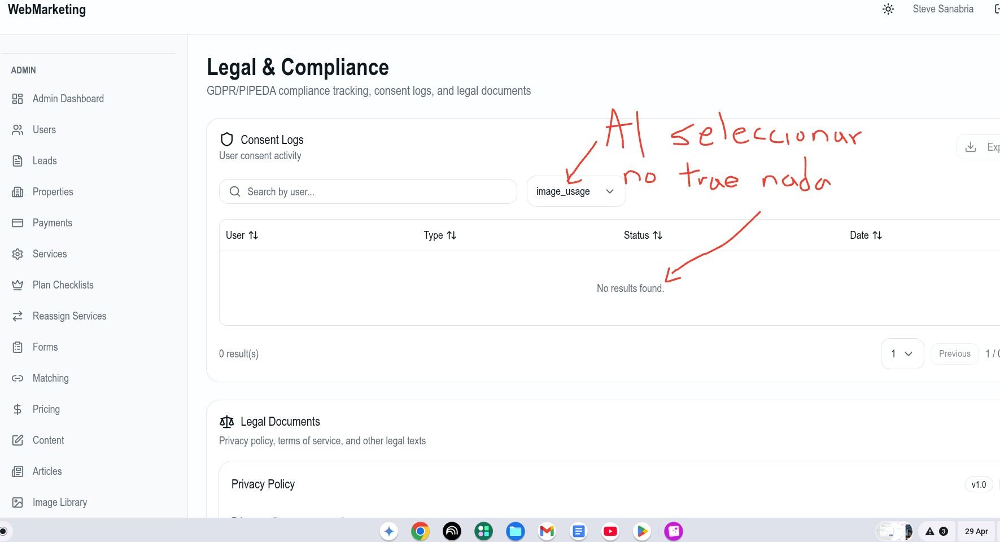 WebMarketing
Steve Sanabria
ADMIN
Admin Dashboard
Users
Leads
Properties
Payments
Services
Plan Checklists
Reassign Services
Forms
Matching
Pricing
Content
Articles
Image Library
Legal & Compliance
GDPR/PIPEDA compliance tracking, consent logs, and legal documents
Al seleccionar
no trae nada
Consent Logs
User consent activity
Exp
Search by user...
image_usage
User Type Status Date
No results found.
0 result(s)
1 Previous 1 /
Legal Documents
Privacy policy, terms of service, and other legal texts
Privacy Policy
v1.0
3 29 Apr